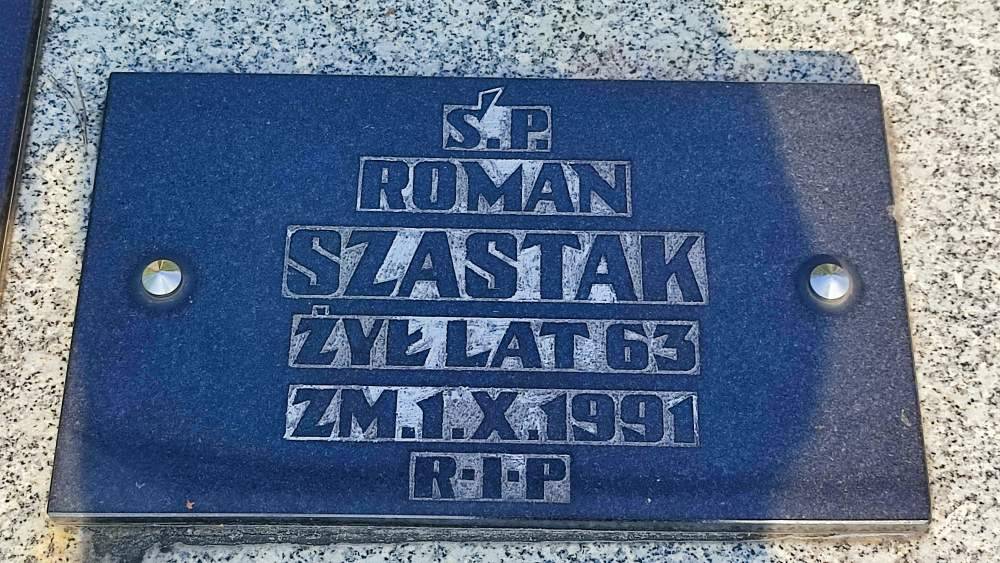 Ś.P.
ROMAN
SZASTAK
ŻYŁ LAT 63
ZM.1.X.1991
R·I·P